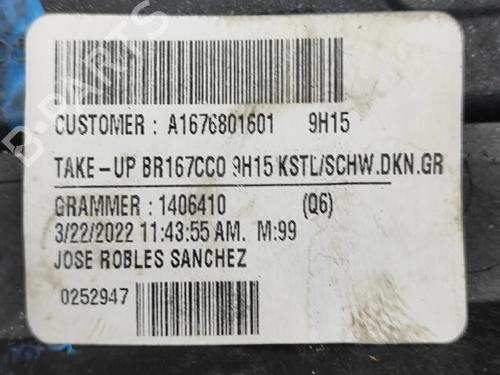 CUSTOMER : A1676801601 9H15
TAKE-UP BR167CCO 9H15 KSTL/SCHW.DKN.GR
GRAMMER : 1406410 (Q6)
3/22/2022 11:43:55 AM. M:99
JOSE ROBLES SANCHEZ
0252947
B-PARTS